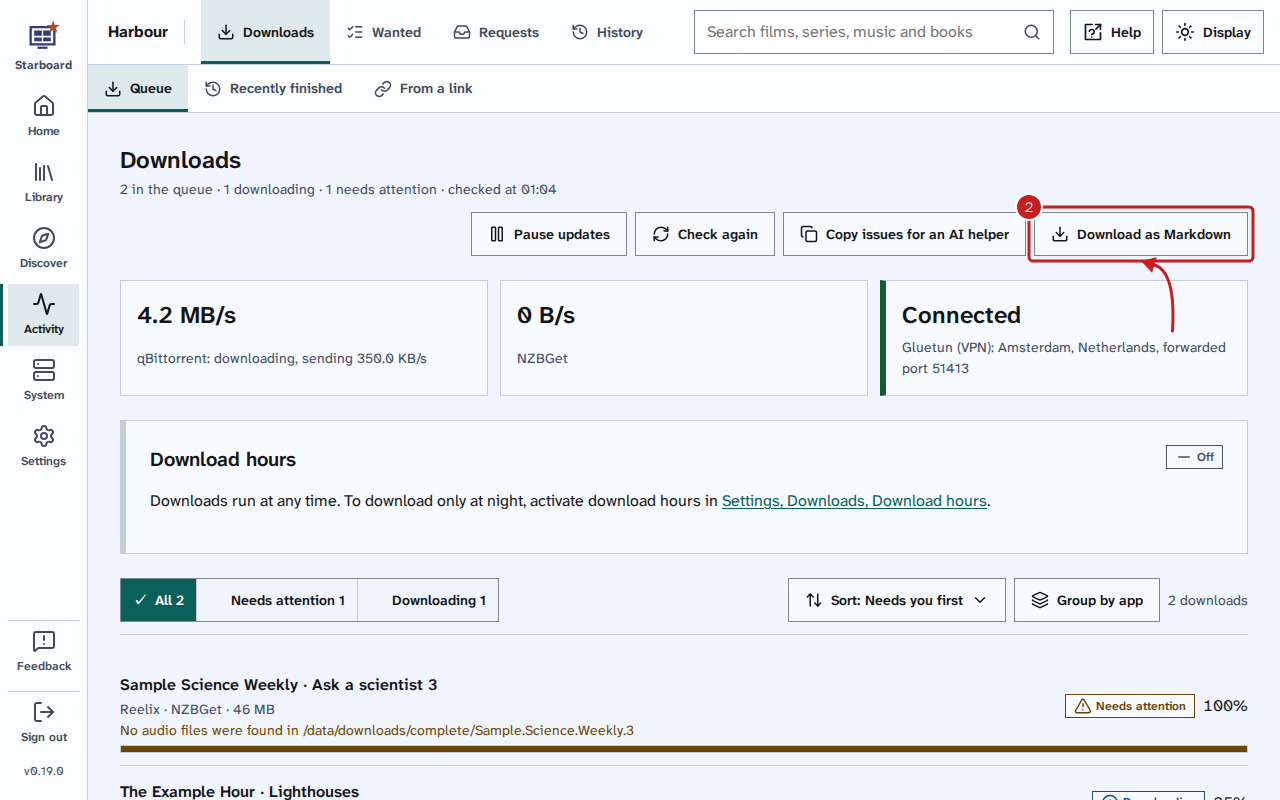 Starboard
Home
Library
Discover
Activity
System
Settings
Feedback
Sign out
v0.19.0
Harbour
Downloads
Wanted
Requests
History
Search films, series, music and books
Help
Display
Queue
Recently finished
From a link
Downloads
2 in the queue · 1 downloading · 1 needs attention · checked at 01:04
Pause updates
Check again
Copy issues for an AI helper
2
Download as Markdown
4.2 MB/s
qBittorrent: downloading, sending 350.0 KB/s
0 B/s
NZBGet
Connected
Gluetun (VPN): Amsterdam, Netherlands, forwarded
port 51413
Download hours
Off
Downloads run at any time. To download only at night, activate download hours in Settings, Downloads, Download hours.
✓ All 2
Needs attention 1
Downloading 1
Sort: Needs you first
Group by app
2 downloads
Sample Science Weekly · Ask a scientist 3
Reelix · NZBGet · 46 MB
No audio files were found in /data/downloads/complete/Sample.Science.Weekly.3
Needs attention
100%
The Example Hour · Lighthouses